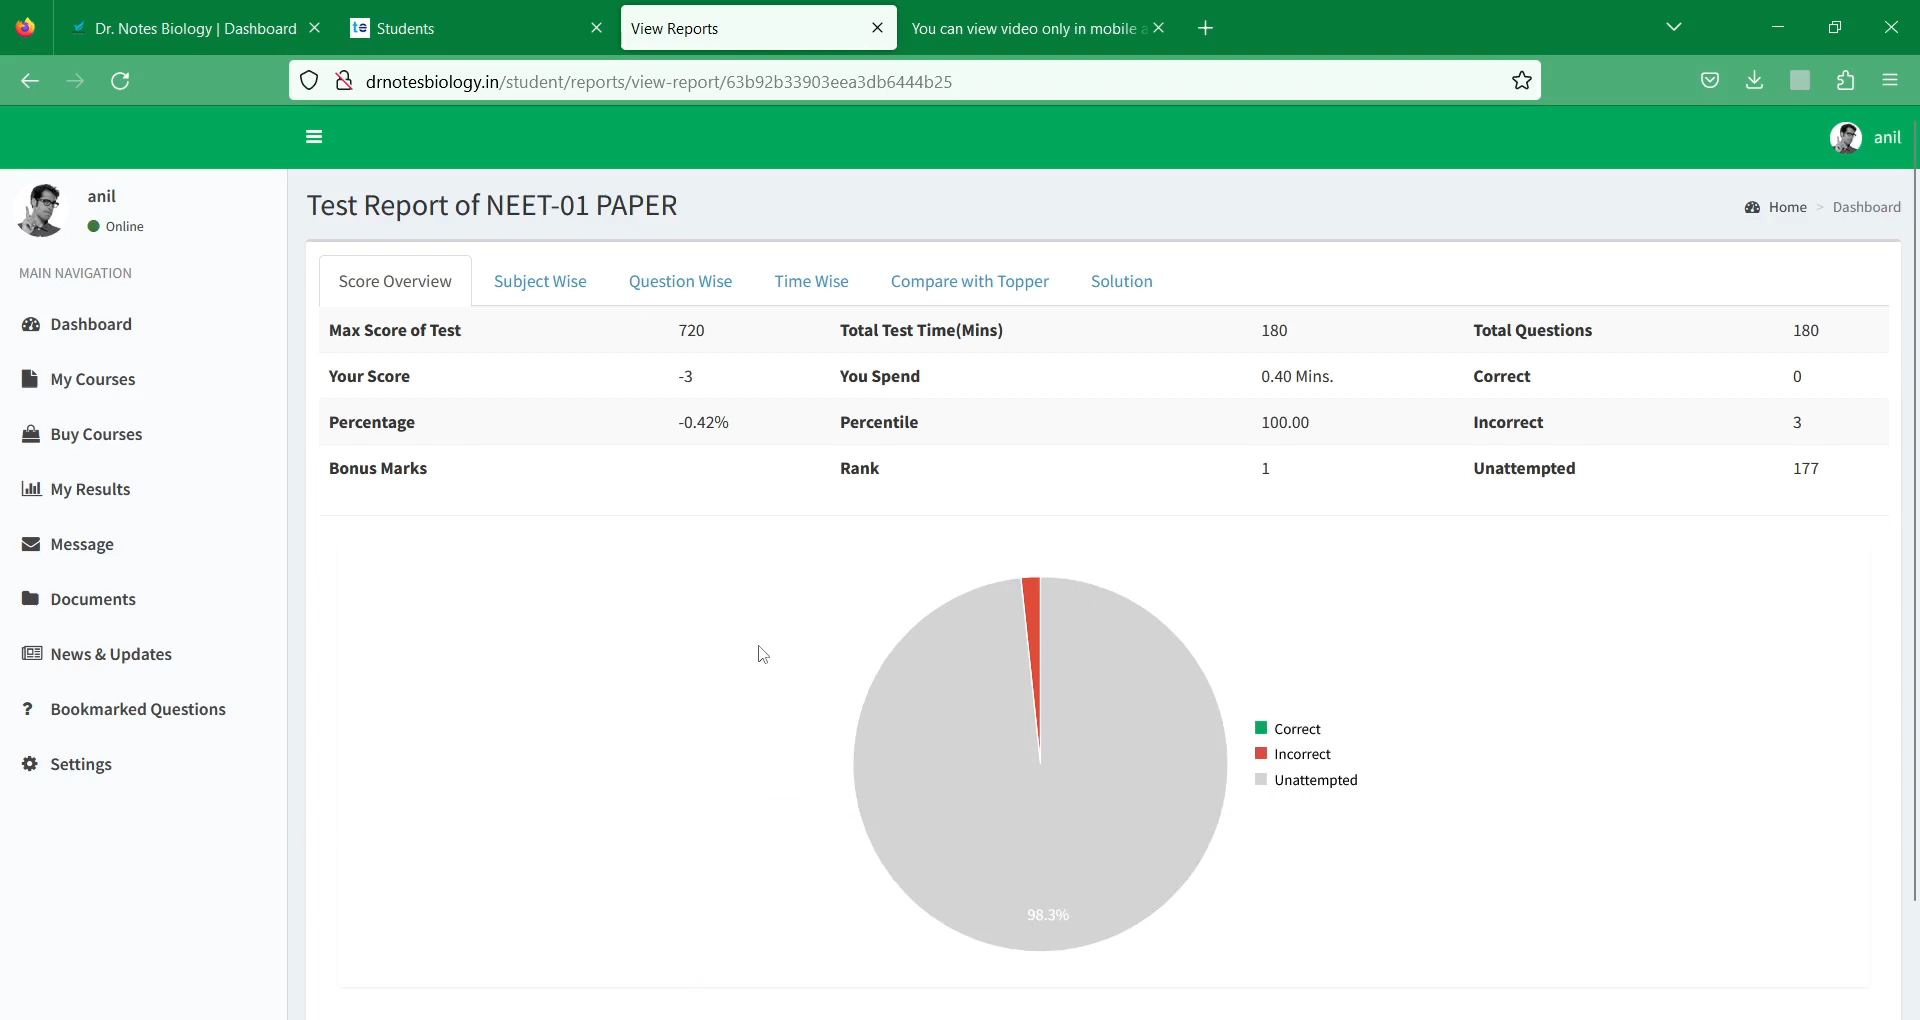 Dr. Notes Biology | Dashboard
te Students
View Reports
You can view video only in mobile a
drnotesbiology.in/student/reports/view-report/63b92b33903eea3db6444b25
anil
anil
Online
MAIN NAVIGATION
Dashboard
My Courses
Buy Courses
My Results
Message
Documents
News & Updates
? Bookmarked Questions
Settings
Test Report of NEET-01 PAPER
Home > Dashboard
Score Overview Subject Wise Question Wise Time Wise Compare with Topper Solution
Max Score of Test 720 Total Test Time(Mins) 180 Total Questions 180
Your Score -3 You Spend 0.40 Mins. Correct 0
Percentage -0.42% Percentile 100.00 Incorrect 3
Bonus Marks Rank 1 Unattempted 177
Correct
Incorrect
Unattempted
98.3%